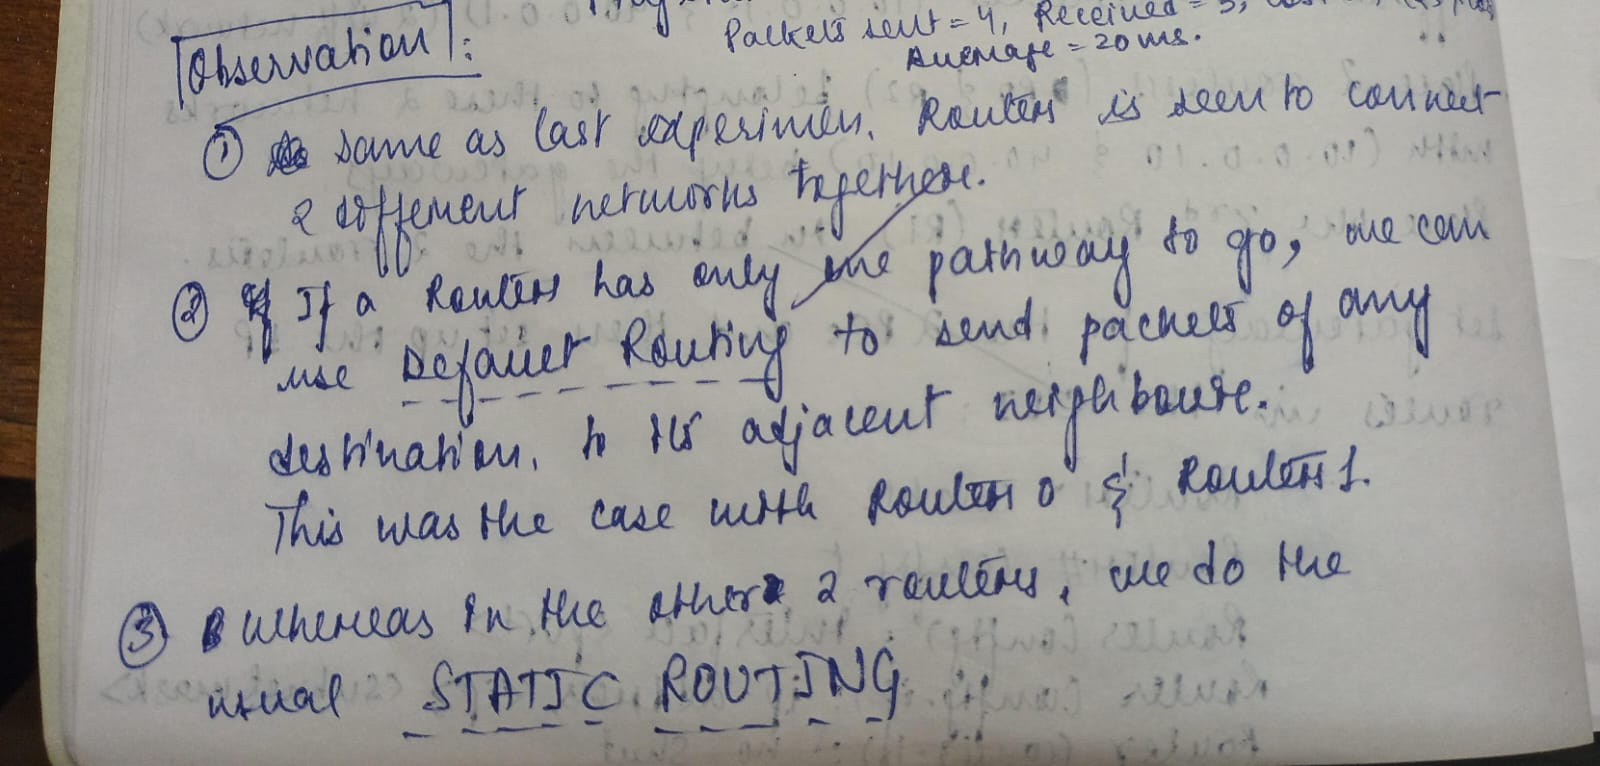 Packets sent = 4, Received = 3,
Average = 20ms.
Observation :
① same as last experimen. Router is seen to connect
2 different networks together.
② If a Router has only one pathway to go, we can
use Default Routing to send packets of any
destination, to its adjacent neighbour.
This was the case with Router 0 & Router 1.
③ whereas in the other 2 routers, we do the
usual STATIC ROUTING